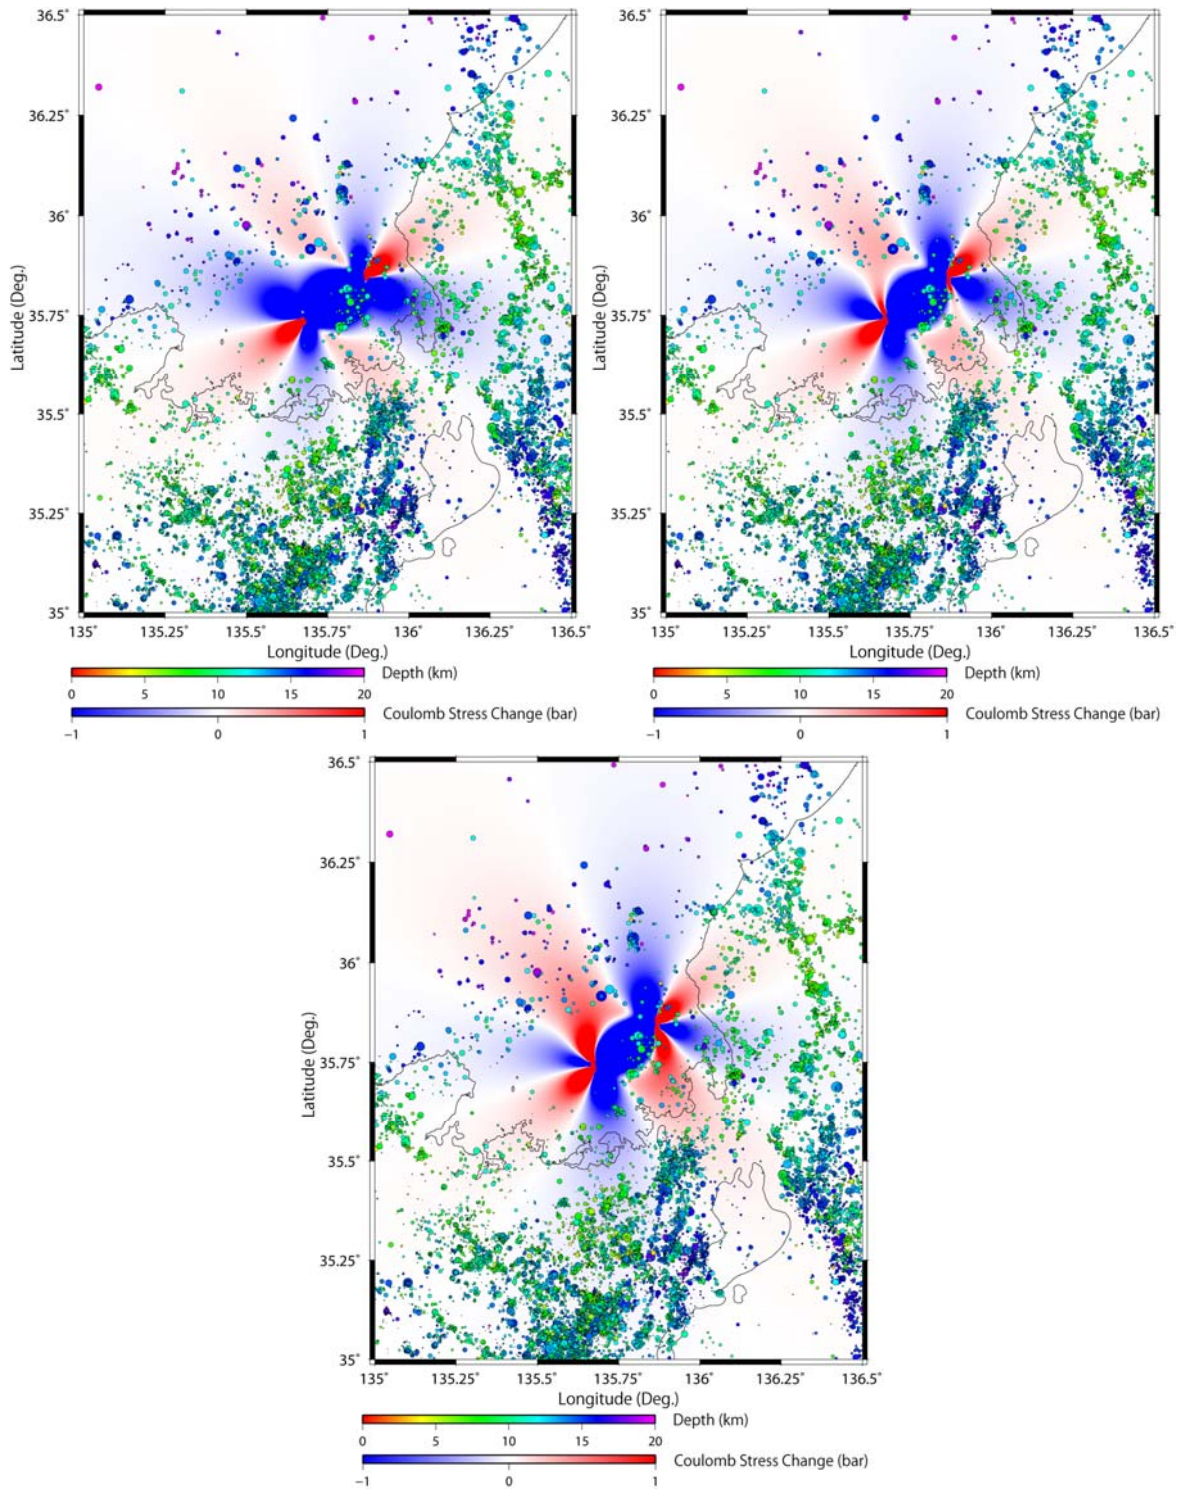 36.5° 36.5°
36.25° 36.25°
36° 36°
Latitude (Deg.) Latitude (Deg.)
35.75° 35.75°
35.5° 35.5°
35.25° 35.25°
35° 35°
135° 135.25° 135.5° 135.75° 136° 136.25° 136.5° 135° 135.25° 135.5° 135.75° 136° 136.25° 136.5°
Longitude (Deg.) Longitude (Deg.)
Depth (km) Depth (km)
0 5 10 15 20 0 5 10 15 20
Coulomb Stress Change (bar) Coulomb Stress Change (bar)
−1 0 1 −1 0 1
36.5°
36.25°
36°
Latitude (Deg.)
35.75°
35.5°
35.25°
35°
135° 135.25° 135.5° 135.75° 136° 136.25° 136.5°
Longitude (Deg.)
Depth (km)
0 5 10 15 20
Coulomb Stress Change (bar)
−1 0 1